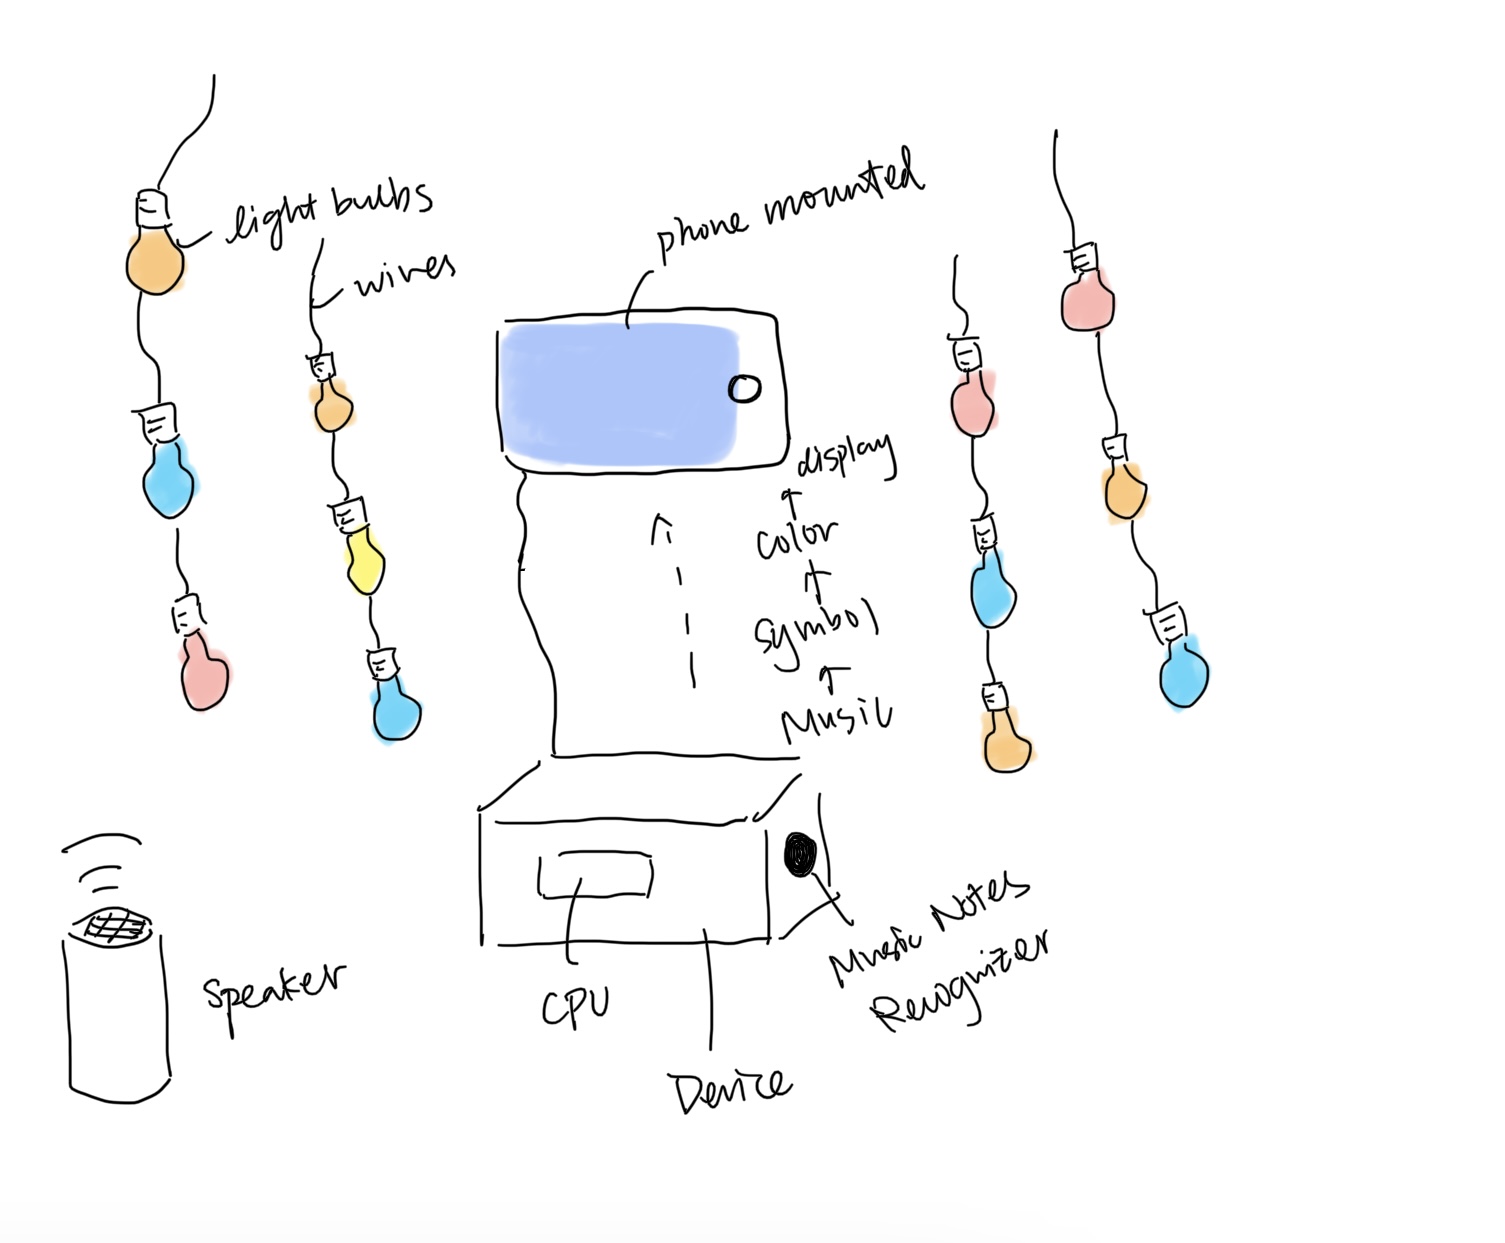 light bulbs
wires
phone mounted
display
color
symbol
Music
Speaker
CPU
Device
Music Notes
Recognizer